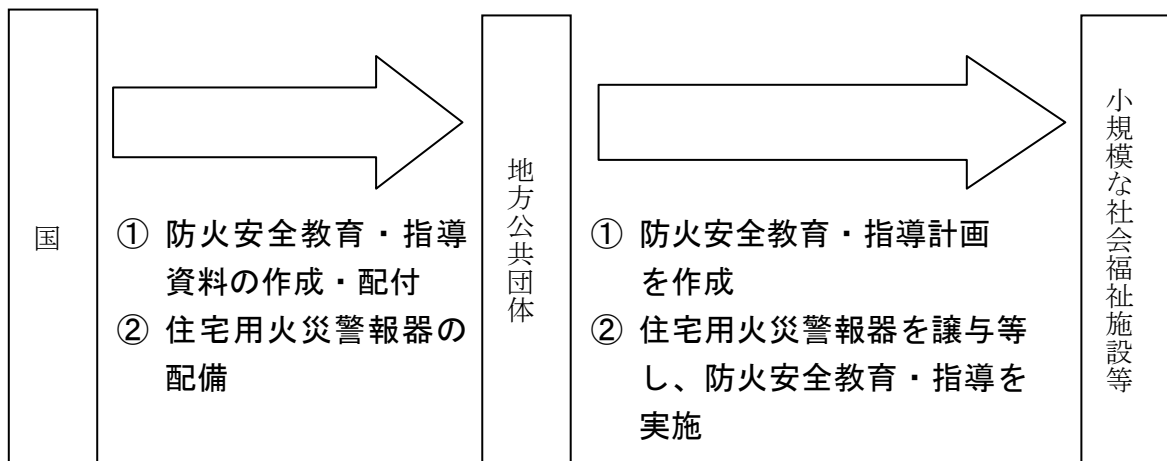 国
① 防火安全教育・指導
資料の作成・配付
② 住宅用火災警報器の
配備
地方公共団体
① 防火安全教育・指導計画
を作成
② 住宅用火災警報器を譲与等
し、防火安全教育・指導を
実施
小規模な社会福祉施設等